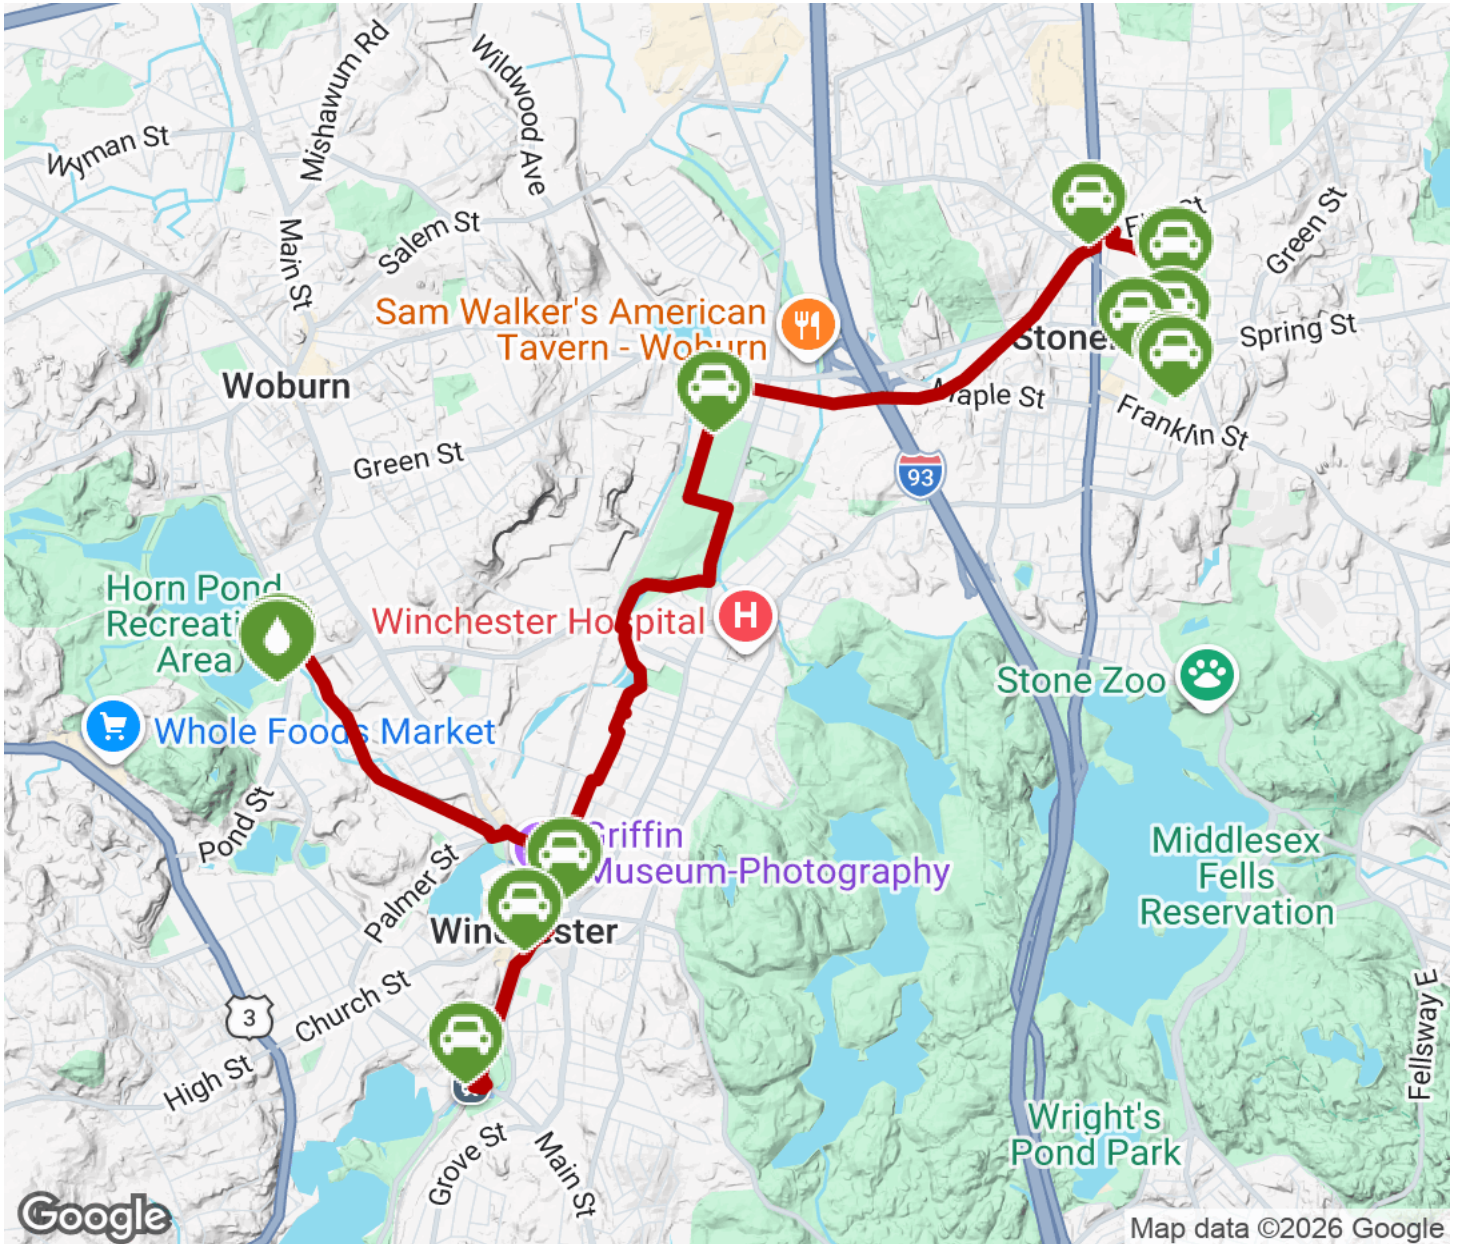 Mishawum Rd
Wildwood Ave
Wyman St
Salem St
Main St
Green St
Sam Walker's American
Tavern - Woburn
Spring St
Woburn
Maple St
Franklin St
Green St
93
Horn Pond
Area
Winchester Hospital
Stone Zoo
Whole Foods Market
Pond St
Palmer St
Griffin
Museum-Photography
Middlesex
Fells
Reservation
Church St
3
High St
Fellsway E
Grove St
Main St
Wright's
Pond Park
Google
Map data ©2026 Google